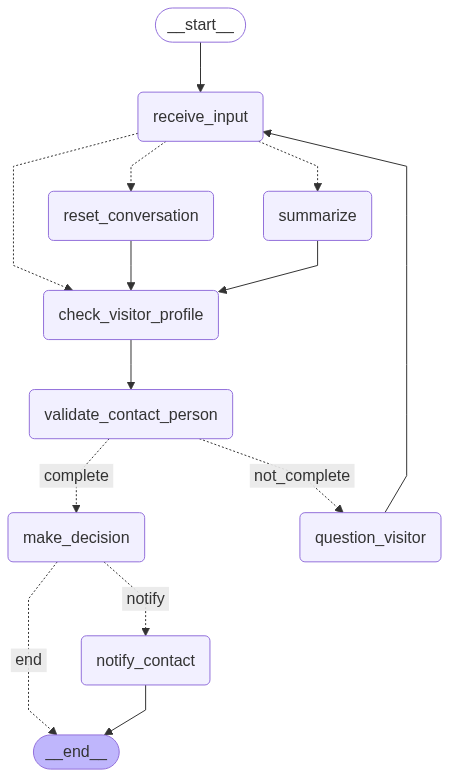 __start__
receive_input
reset_conversation
summarize
check_visitor_profile
validate_contact_person
complete
not_complete
make_decision
question_visitor
notify
end
notify_contact
__end__